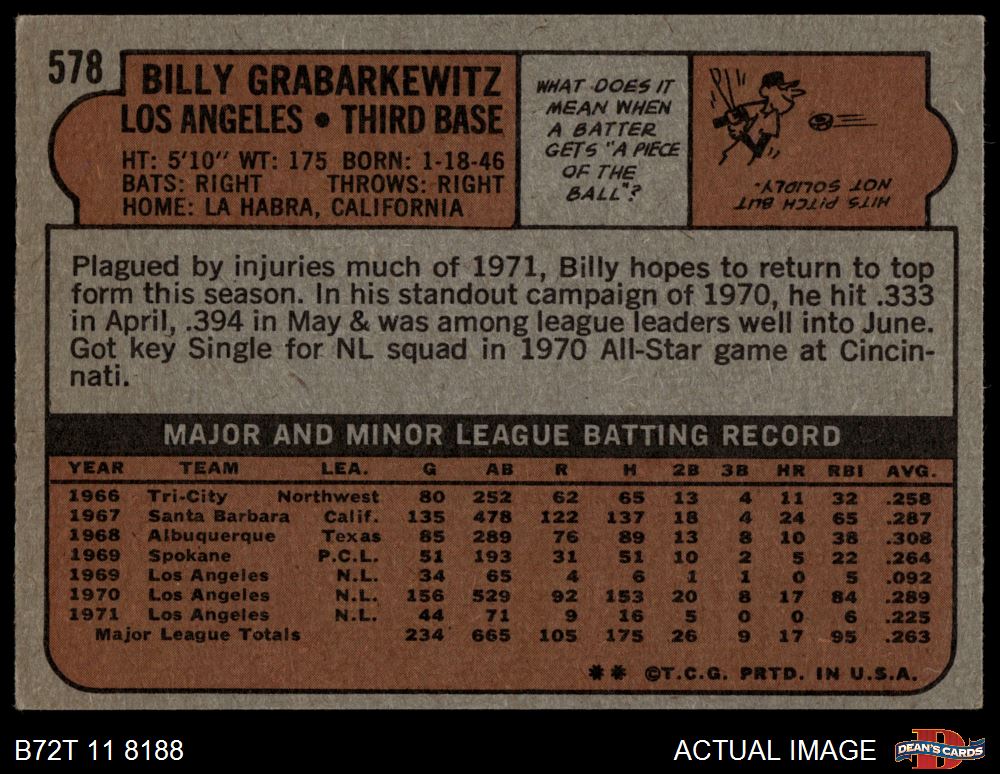 578
BILLY GRABARKEWITZ
LOS ANGELES • THIRD BASE
HT: 5'10" WT: 175 BORN: 1-18-46
BATS: RIGHT THROWS: RIGHT
HOME: LA HABRA, CALIFORNIA
WHAT DOES IT
MEAN WHEN
A BATTER
GETS "A PIECE
OF THE
BALL"?
HITS PITCH BUT
NOT SOLIDLY.
Plagued by injuries much of 1971, Billy hopes to return to top
form this season. In his standout campaign of 1970, he hit .333
in April, .394 in May & was among league leaders well into June.
Got key Single for NL squad in 1970 All-Star game at Cincin-
nati.
MAJOR AND MINOR LEAGUE BATTING RECORD
YEAR TEAM LEA. G AB R H 2B 3B HR RBI AVG.
1966 Tri-City Northwest 80 252 62 65 13 4 11 32 .258
1967 Santa Barbara Calif. 135 478 122 137 18 4 24 65 .287
1968 Albuquerque Texas 85 289 76 89 13 8 10 38 .308
1969 Spokane P.C.L. 51 193 31 51 10 2 5 22 .264
1969 Los Angeles N.L. 34 65 4 6 1 1 0 5 .092
1970 Los Angeles N.L. 156 529 92 153 20 8 17 84 .289
1971 Los Angeles N.L. 44 71 9 16 5 0 0 6 .225
Major League Totals 234 665 105 175 26 9 17 95 .263
** ©T.C.G. PRTD. IN U.S.A.
B72T 11 8188
ACTUAL IMAGE
D
DEAN'S CARDS